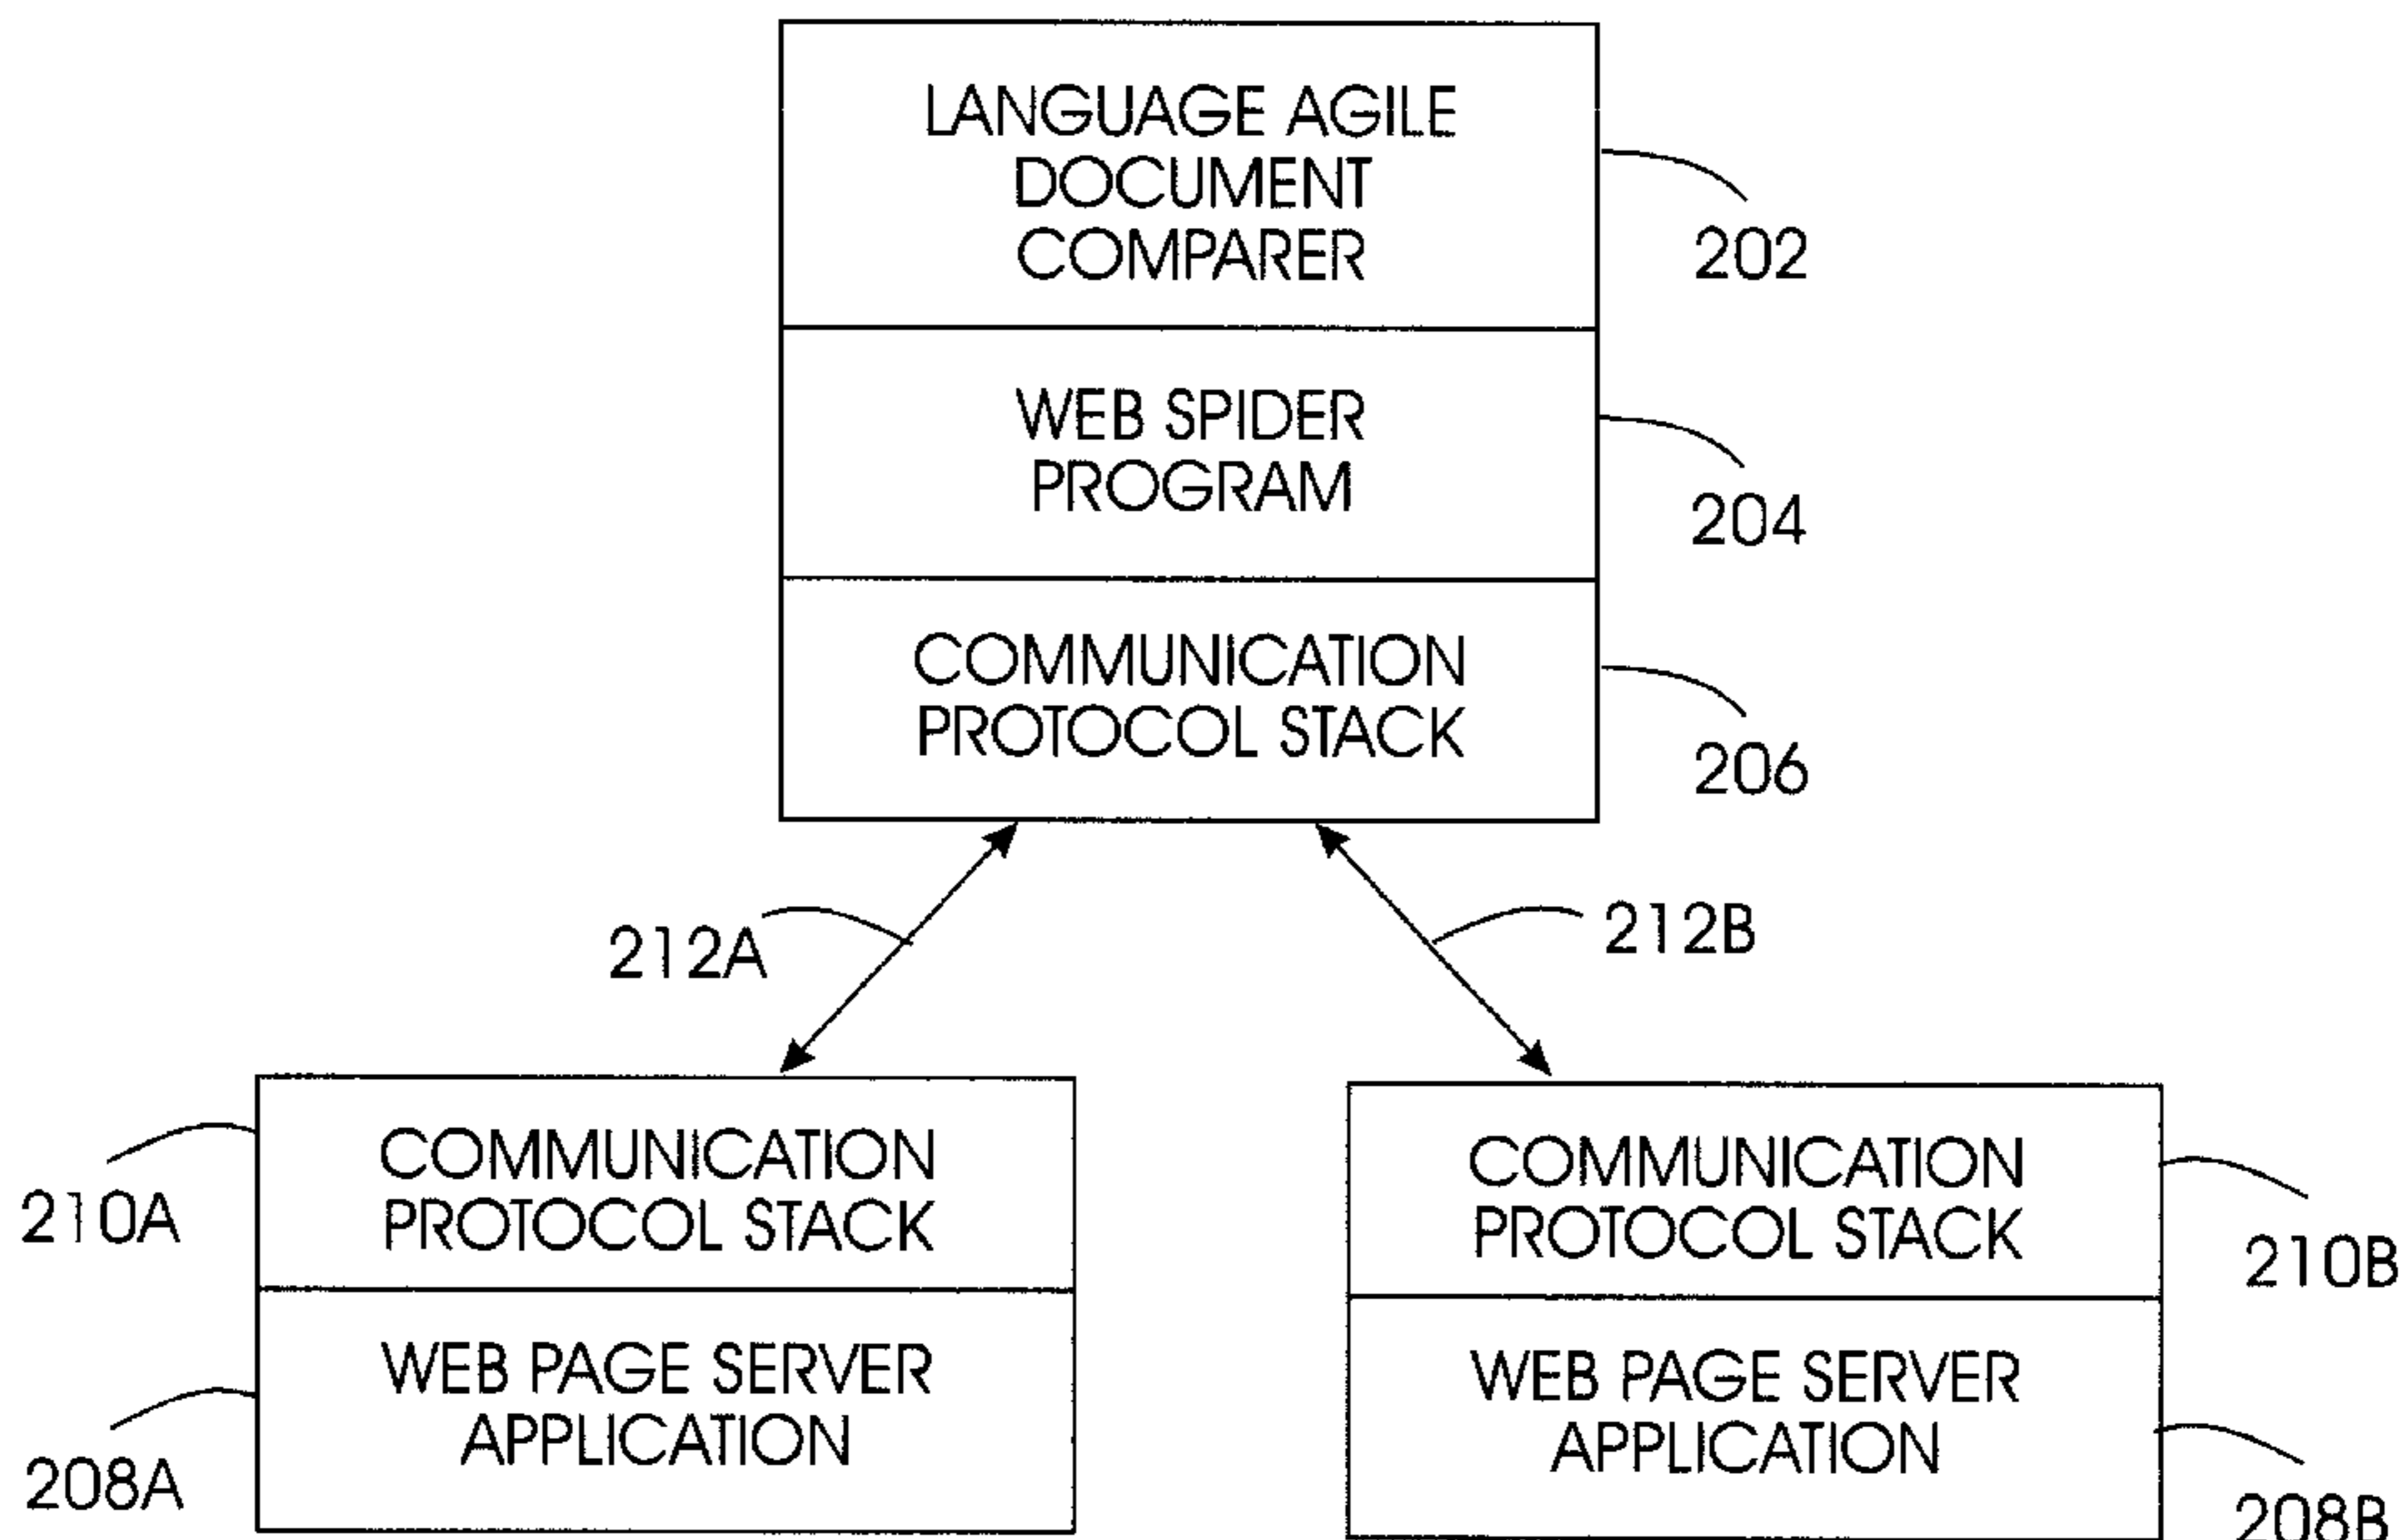 LANGUAGE AGILE
DOCUMENT
COMPARER
202
WEB SPIDER
PROGRAM
204
COMMUNICATION
PROTOCOL STACK
206
212A
212B
COMMUNICATION
PROTOCOL STACK
210A
WEB PAGE SERVER
APPLICATION
208A
COMMUNICATION
PROTOCOL STACK
210B
WEB PAGE SERVER
APPLICATION
208B